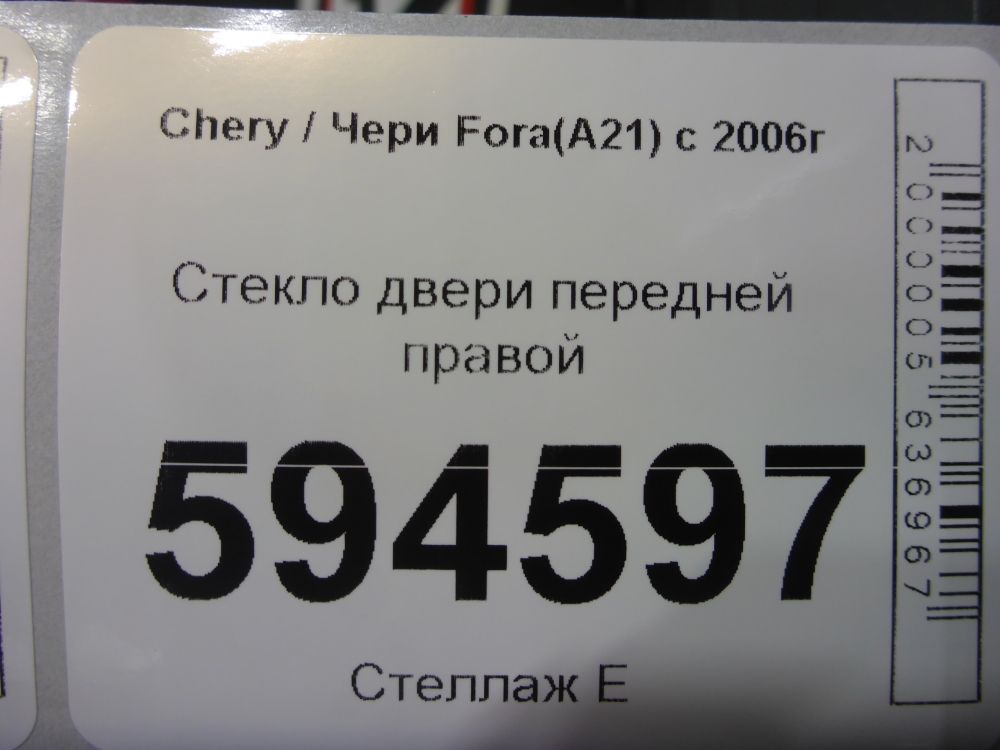 Chery / Чери Fora(A21) с 2006г
Стекло двери передней
правой
594597
Стеллаж Е
2000005636967